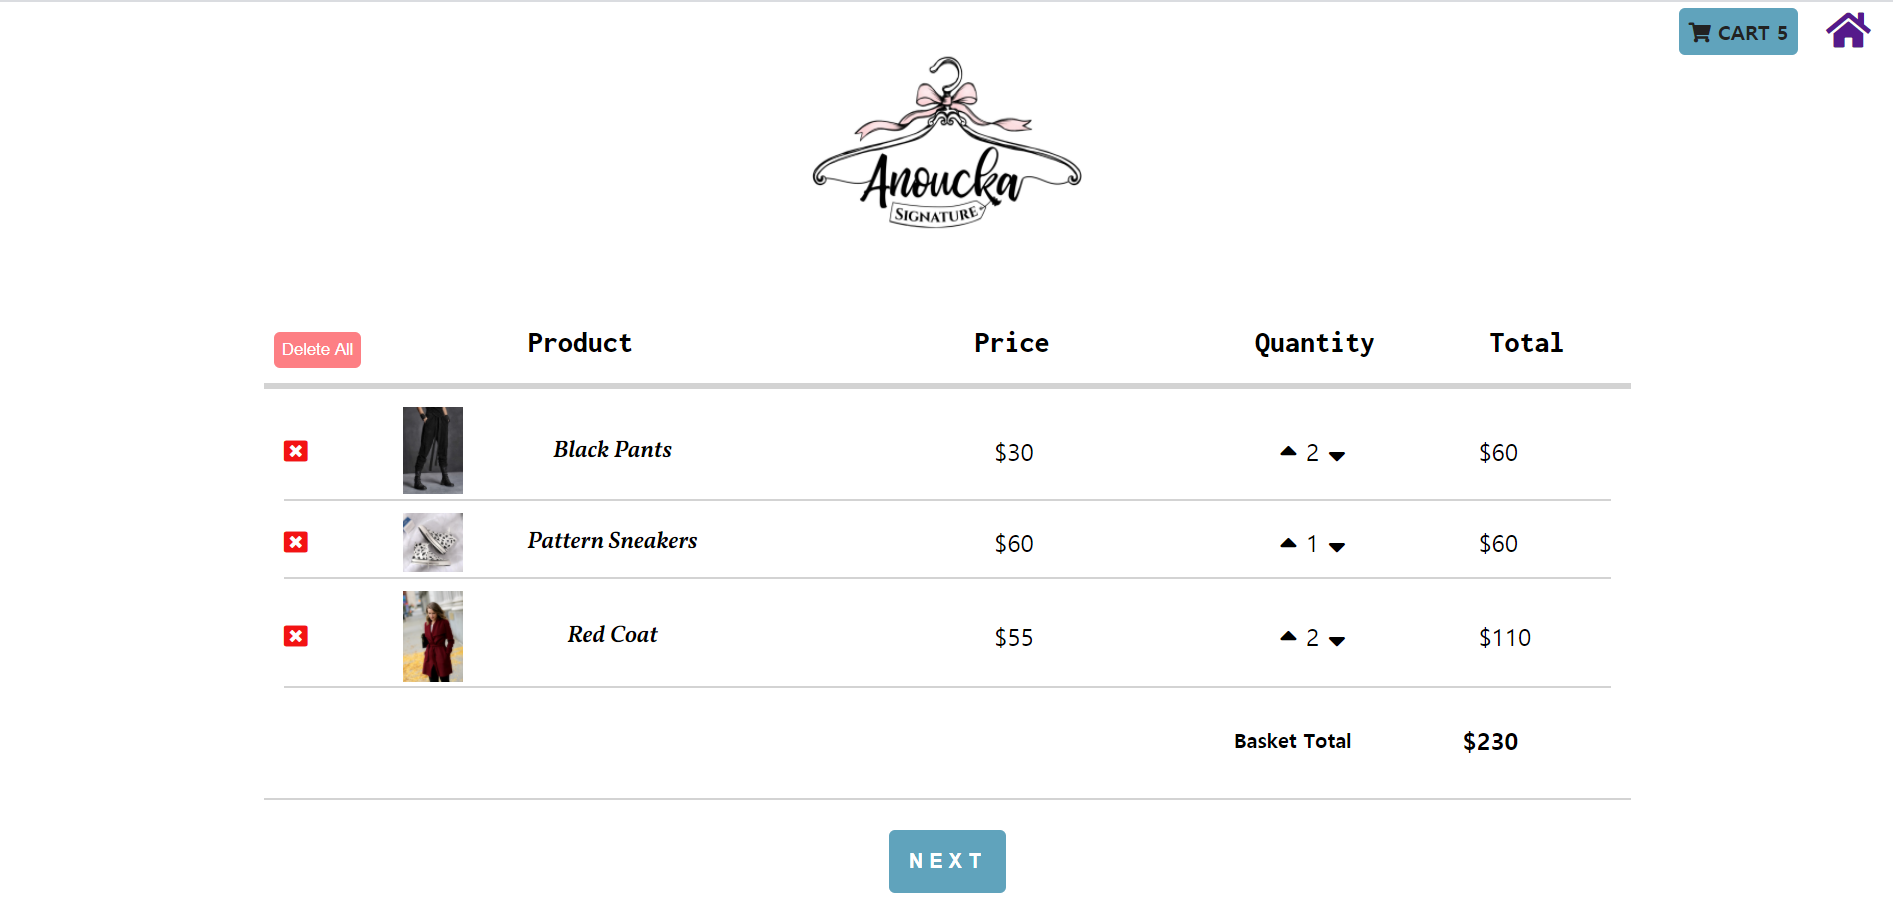 CART 5
Anoucka
SIGNATURE
Delete All Product Price Quantity Total
Black Pants $30 2 $60
Pattern Sneakers $60 1 $60
Red Coat $55 2 $110
Basket Total $230
NEXT